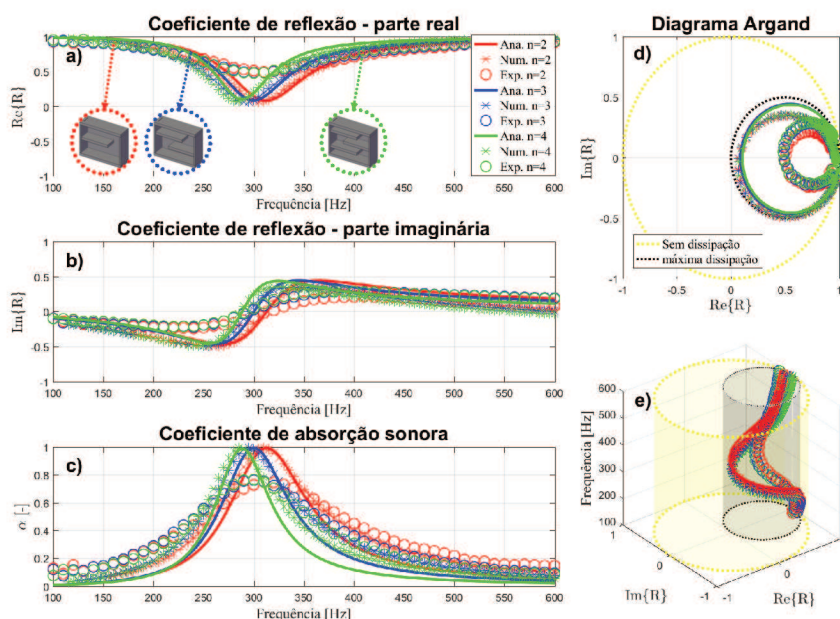 Coeficiente de reflexão - parte real
a)
Re{R}
1
0.5
0
-0.5
-1
100 150 200 250 300 350 400 450 500 550 600
Frequência [Hz]
Ana. n=2
Num. n=2
Exp. n=2
Ana. n=3
Num. n=3
Exp. n=3
Ana. n=4
Num. n=4
Exp. n=4
Coeficiente de reflexão - parte imaginária
b)
Im{R}
1
0.5
0
-0.5
-1
100 150 200 250 300 350 400 450 500 550 600
Frequência [Hz]
Coeficiente de absorção sonora
c)
α [-]
1
0.8
0.6
0.4
0.2
0
100 150 200 250 300 350 400 450 500 550 600
Frequência [Hz]
Diagrama Argand
d)
Im{R}
1
0.5
0
-0.5
-1
Sem dissipação
máxima dissipação
-1 -0.5 0 0.5 1
Re{R}
e)
Frequência [Hz]
600
500
400
300
200
100
1
0
-1
Im{R}
-1
0
1
Re{R}